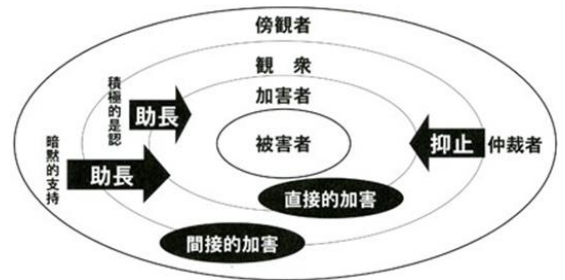 傍観者
観 衆
加害者
被害者
積極的是認
助長
暗黙的支持
助長
抑止
仲裁者
直接的加害
間接的加害